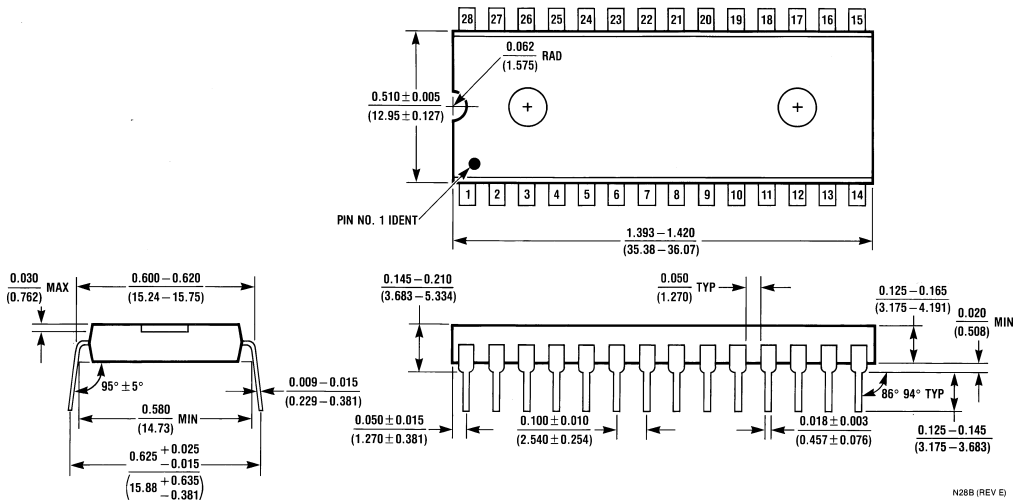 28 27 26 25 24 23 22 21 20 19 18 17 16 15
0.062
(1.575)
RAD
0.510 ± 0.005
(12.95 ± 0.127)
PIN NO. 1 IDENT
1 2 3 4 5 6 7 8 9 10 11 12 13 14
1.393 – 1.420
(35.38 – 36.07)
0.030
(0.762)
MAX
0.600 – 0.620
(15.24 – 15.75)
95° ± 5°
0.009 – 0.015
(0.229 – 0.381)
0.580
(14.73)
MIN
0.625 + 0.025
– 0.015
(15.88 + 0.635
– 0.381)
0.145 – 0.210
(3.683 – 5.334)
0.050
(1.270)
TYP
0.125 – 0.165
(3.175 – 4.191)
0.020
(0.508)
MIN
86° 94° TYP
0.050 ± 0.015
(1.270 ± 0.381)
0.100 ± 0.010
(2.540 ± 0.254)
0.018 ± 0.003
(0.457 ± 0.076)
0.125 – 0.145
(3.175 – 3.683)
N28B (REV E)